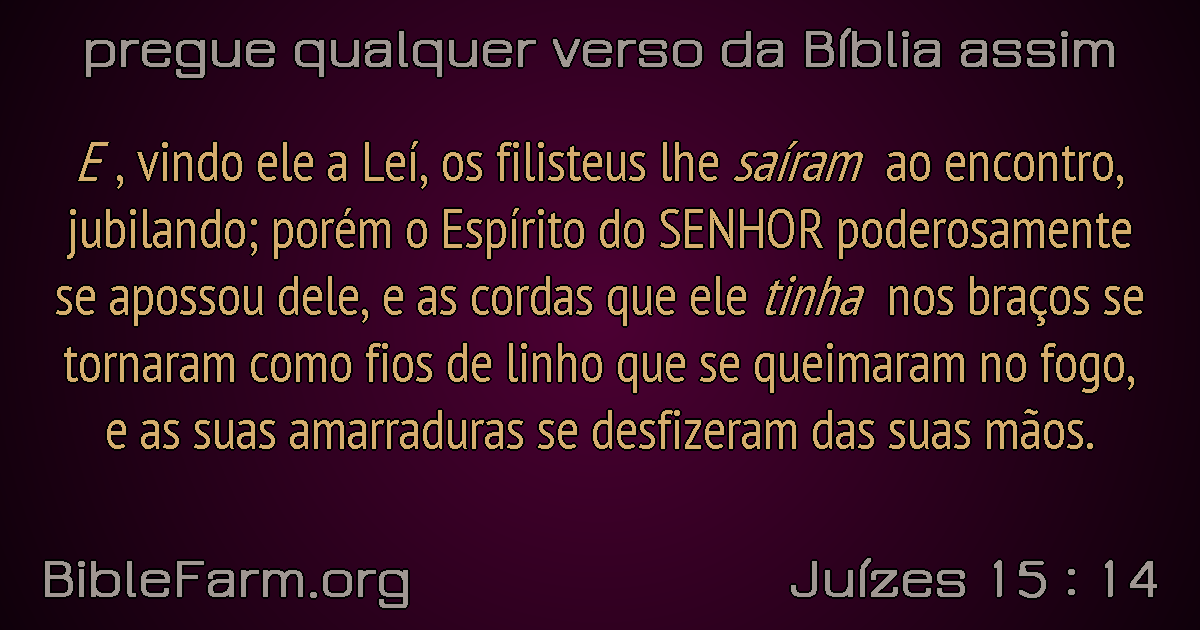 pregue qualquer verso da Bíblia assim
E , vindo ele a Leí, os filisteus lhe saíram ao encontro,
jubilando; porém o Espírito do SENHOR poderosamente
se apossou dele, e as cordas que ele tinha nos braços se
tornaram como fios de linho que se queimaram no fogo,
e as suas amarraduras se desfizeram das suas mãos.
BibleFarm.org
Juízes 15 : 14